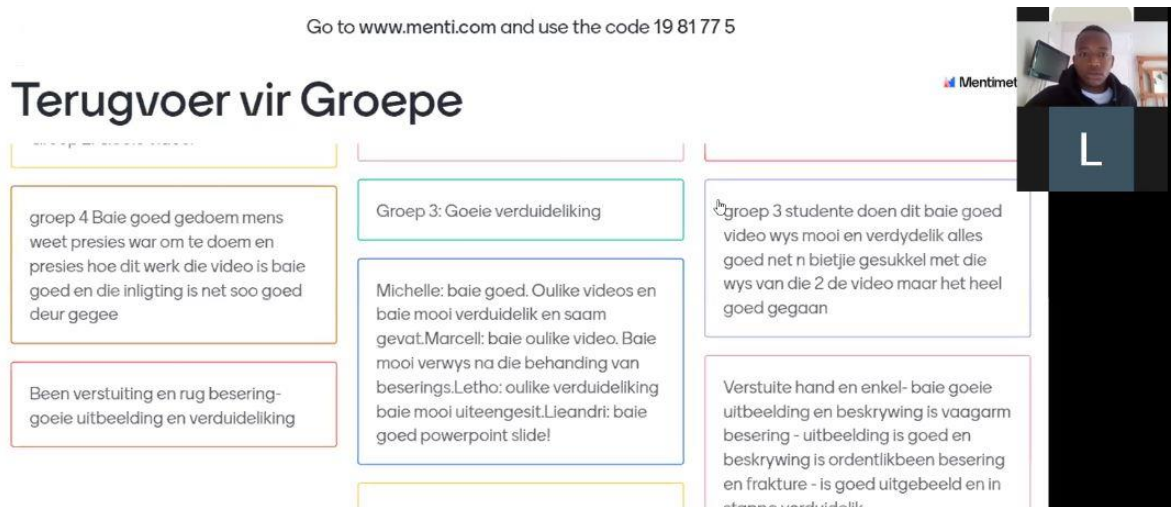 Go to www.menti.com and use the code 19 81 77 5
Terugvoer vir Groepe
Mentimet
L
groep 4 Baie goed gedoem mens
weet presies war om te doem en
presies hoe dit werk die video is baie
goed en die inligting is net soo goed
deur gegee
Been verstuiting en rug besering-
goeie uitbeelding en verduideliking
Groep 3: Goeie verduideliking
Michelle: baie goed. Oulike videos en
baie mooi verduidelik en saam
gevat.Marcell: baie oulike video. Baie
mooi verwys na die behanding van
beserings.Letho: oulike verduideliking
baie mooi uiteengesit.Lieandri: baie
goed powerpoint slide!
groep 3 studente doen dit baie goed
video wys mooi en verdydelik alles
goed net n bietjie gesukkel met die
wys van die 2 de video maar het heel
goed gegaan
Verstuite hand en enkel- baie goeie
uitbeelding en beskrywing is vaagarm
besering - uitbeelding is goed en
beskrywing is ordentlikbeen besering
en frakture - is goed uitgebeeld en in